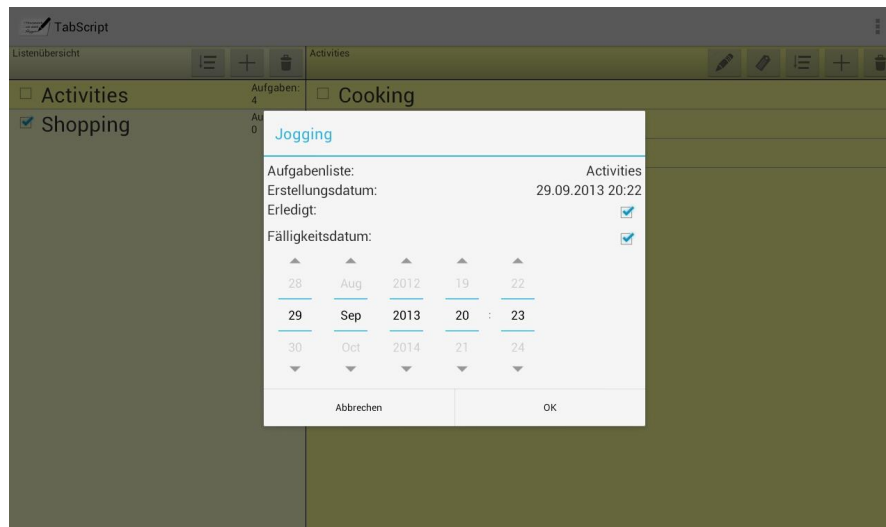 TabScript
Listenübersicht
Activities
Activities
Aufgaben:
4
Cooking
Shopping
Au
0
Jogging
Aufgabenliste: Activities
Erstellungsdatum: 29.09.2013 20:22
Erledigt:
Fälligkeitsdatum:
28 Aug 2012 19 22
29 Sep 2013 20 : 23
30 Oct 2014 21 24
Abbrechen OK